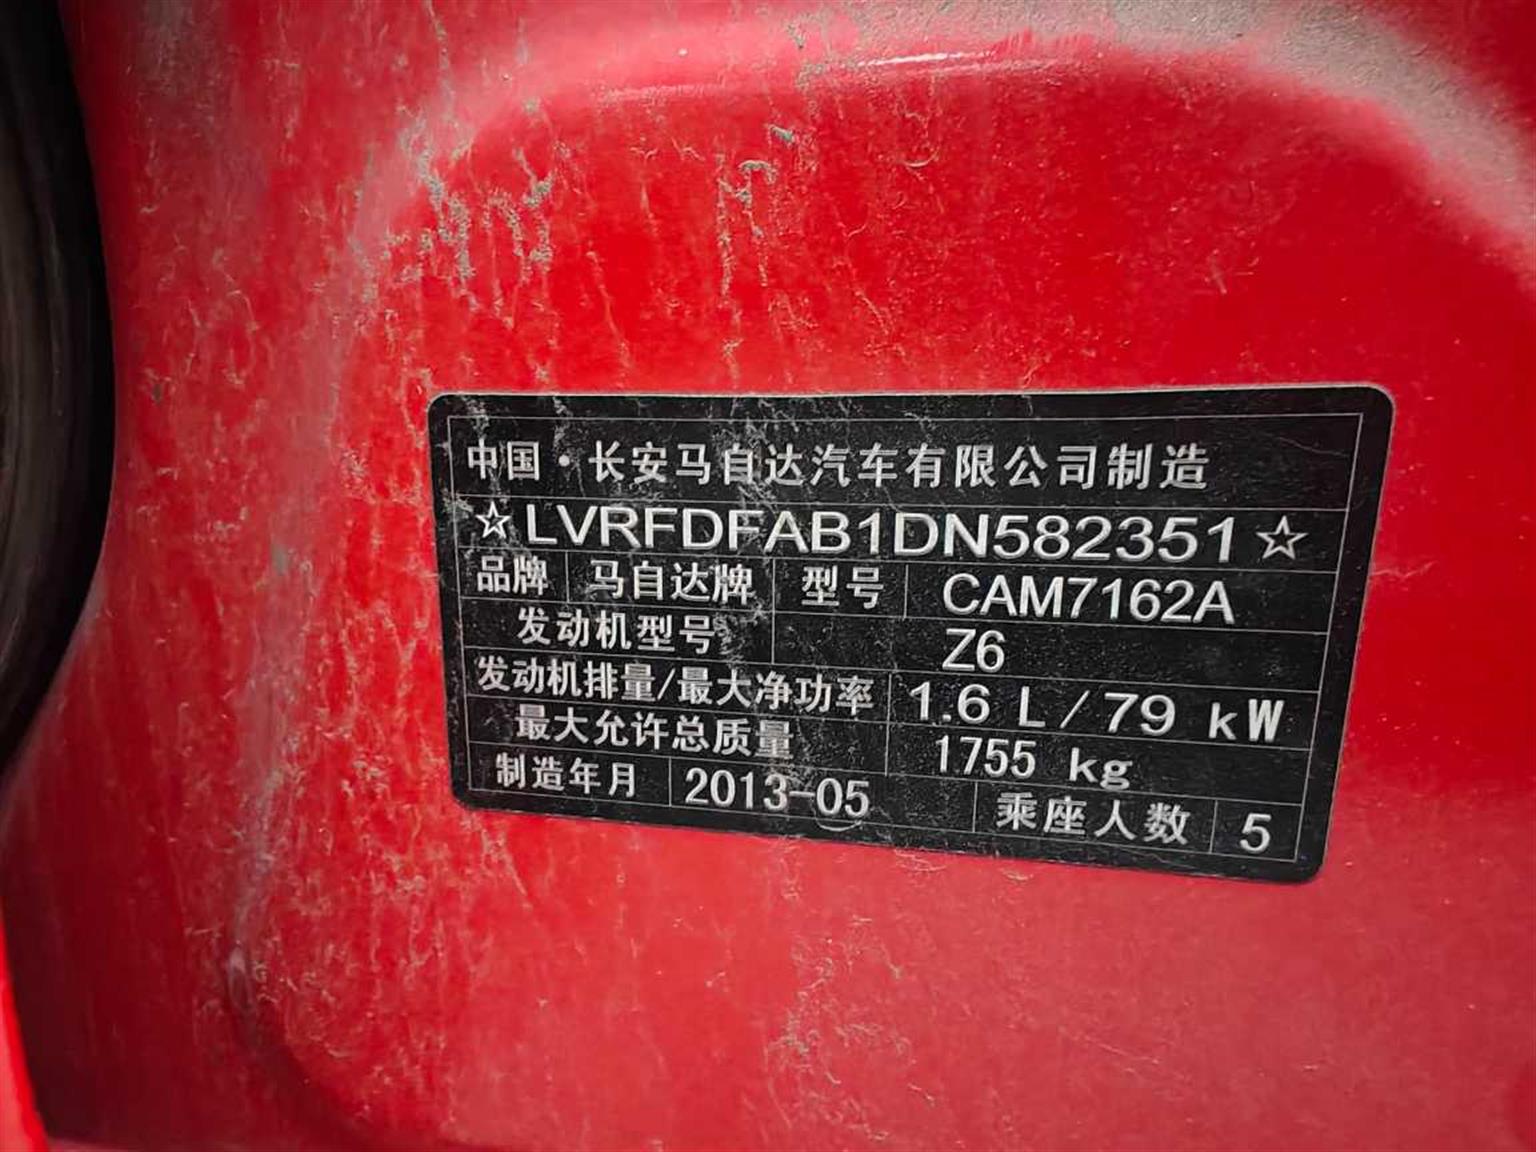 中国·长安马自达汽车有限公司制造
☆LVRFDFAB1DN582351☆
品牌 马自达牌 型号 CAM7162A
发动机型号 Z6
发动机排量/最大净功率 1.6 L/79 kW
最大允许总质量 1755 kg
制造年月 2013-05 乘座人数 5